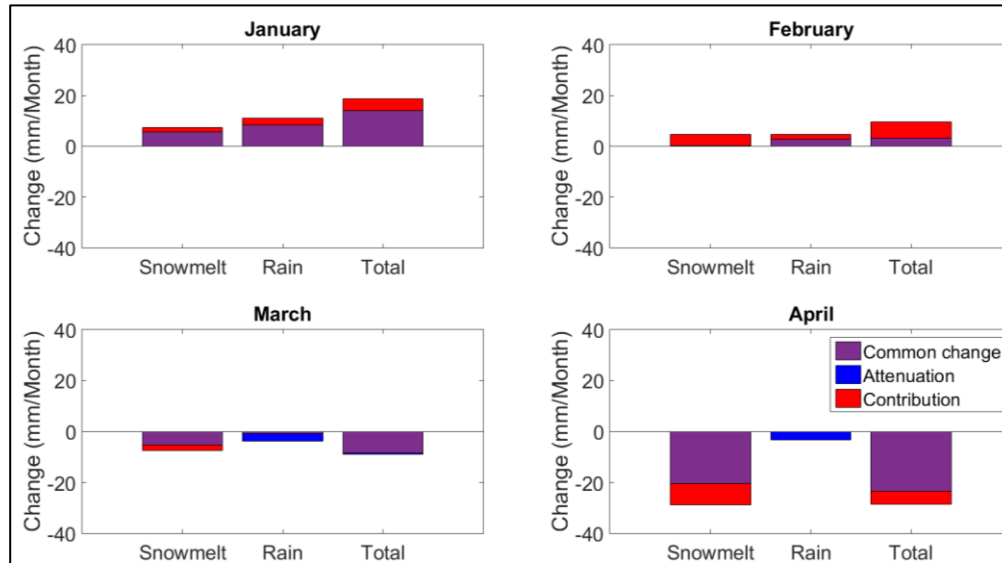 January
Change (mm/Month)
40
20
0
-20
-40
Snowmelt Rain Total
February
Change (mm/Month)
40
20
0
-20
-40
Snowmelt Rain Total
March
Change (mm/Month)
40
20
0
-20
-40
Snowmelt Rain Total
April
Change (mm/Month)
40
20
0
-20
-40
Common change
Attenuation
Contribution
Snowmelt Rain Total